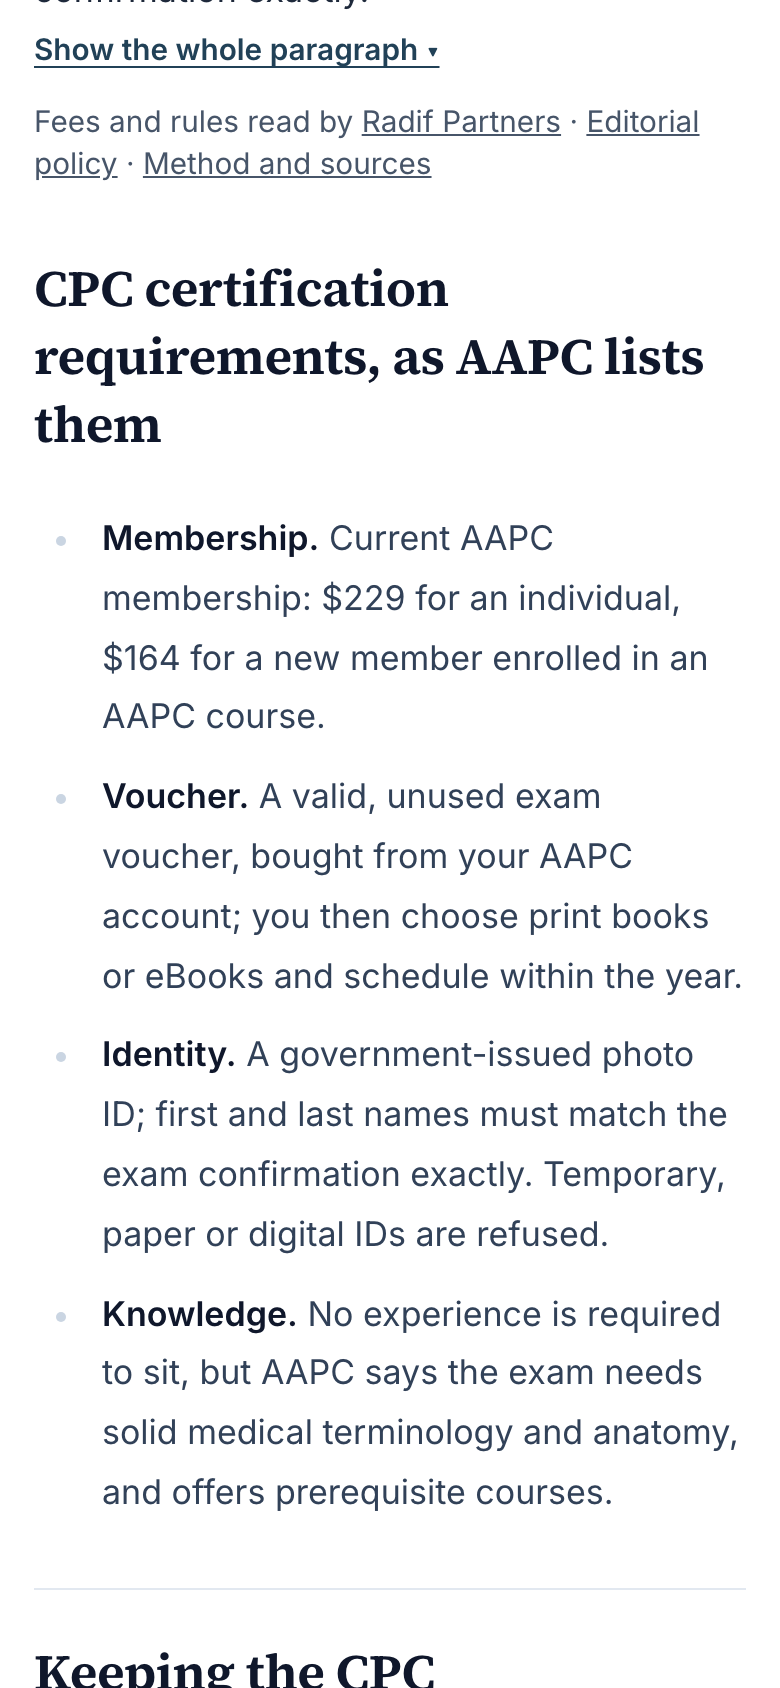 confirmation exactly.
Show the whole paragraph ▾
Fees and rules read by Radif Partners · Editorial
policy · Method and sources
CPC certification
requirements, as AAPC lists
them
Membership. Current AAPC
membership: $229 for an individual,
$164 for a new member enrolled in an
AAPC course.
Voucher. A valid, unused exam
voucher, bought from your AAPC
account; you then choose print books
or eBooks and schedule within the year.
Identity. A government-issued photo
ID; first and last names must match the
exam confirmation exactly. Temporary,
paper or digital IDs are refused.
Knowledge. No experience is required
to sit, but AAPC says the exam needs
solid medical terminology and anatomy,
and offers prerequisite courses.
Keeping the CPC